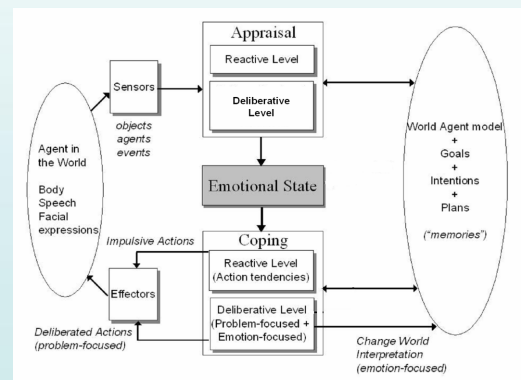 Appraisal
Reactive Level
Deliberative
Level
Sensors
objects
agents
events
Agent in
the World
Body
Speech
Facial
expressions
World Agent model
+
Goals
+
Intentions
+
Plans
("memories")
Emotional State
Impulsive Actions
Coping
Reactive Level
(Action tendencies)
Effectors
Deliberative Level
(Problem-focused +
Emotion-focused)
Deliberated Actions
(problem-focused)
Change World
Interpretation
(emotion-focused)